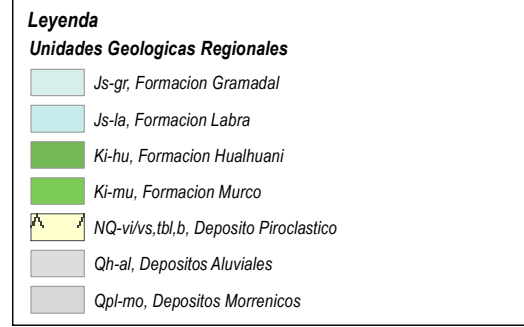 Leyenda
Unidades Geologicas Regionales
Js-gr, Formacion Gramadal
Js-la, Formacion Labra
Ki-hu, Formacion Hualhuani
Ki-mu, Formacion Murco
NQ-vi/vs,tbl,b, Deposito Piroclastico
Qh-al, Depositos Aluviales
Qpl-mo, Depositos Morrenicos